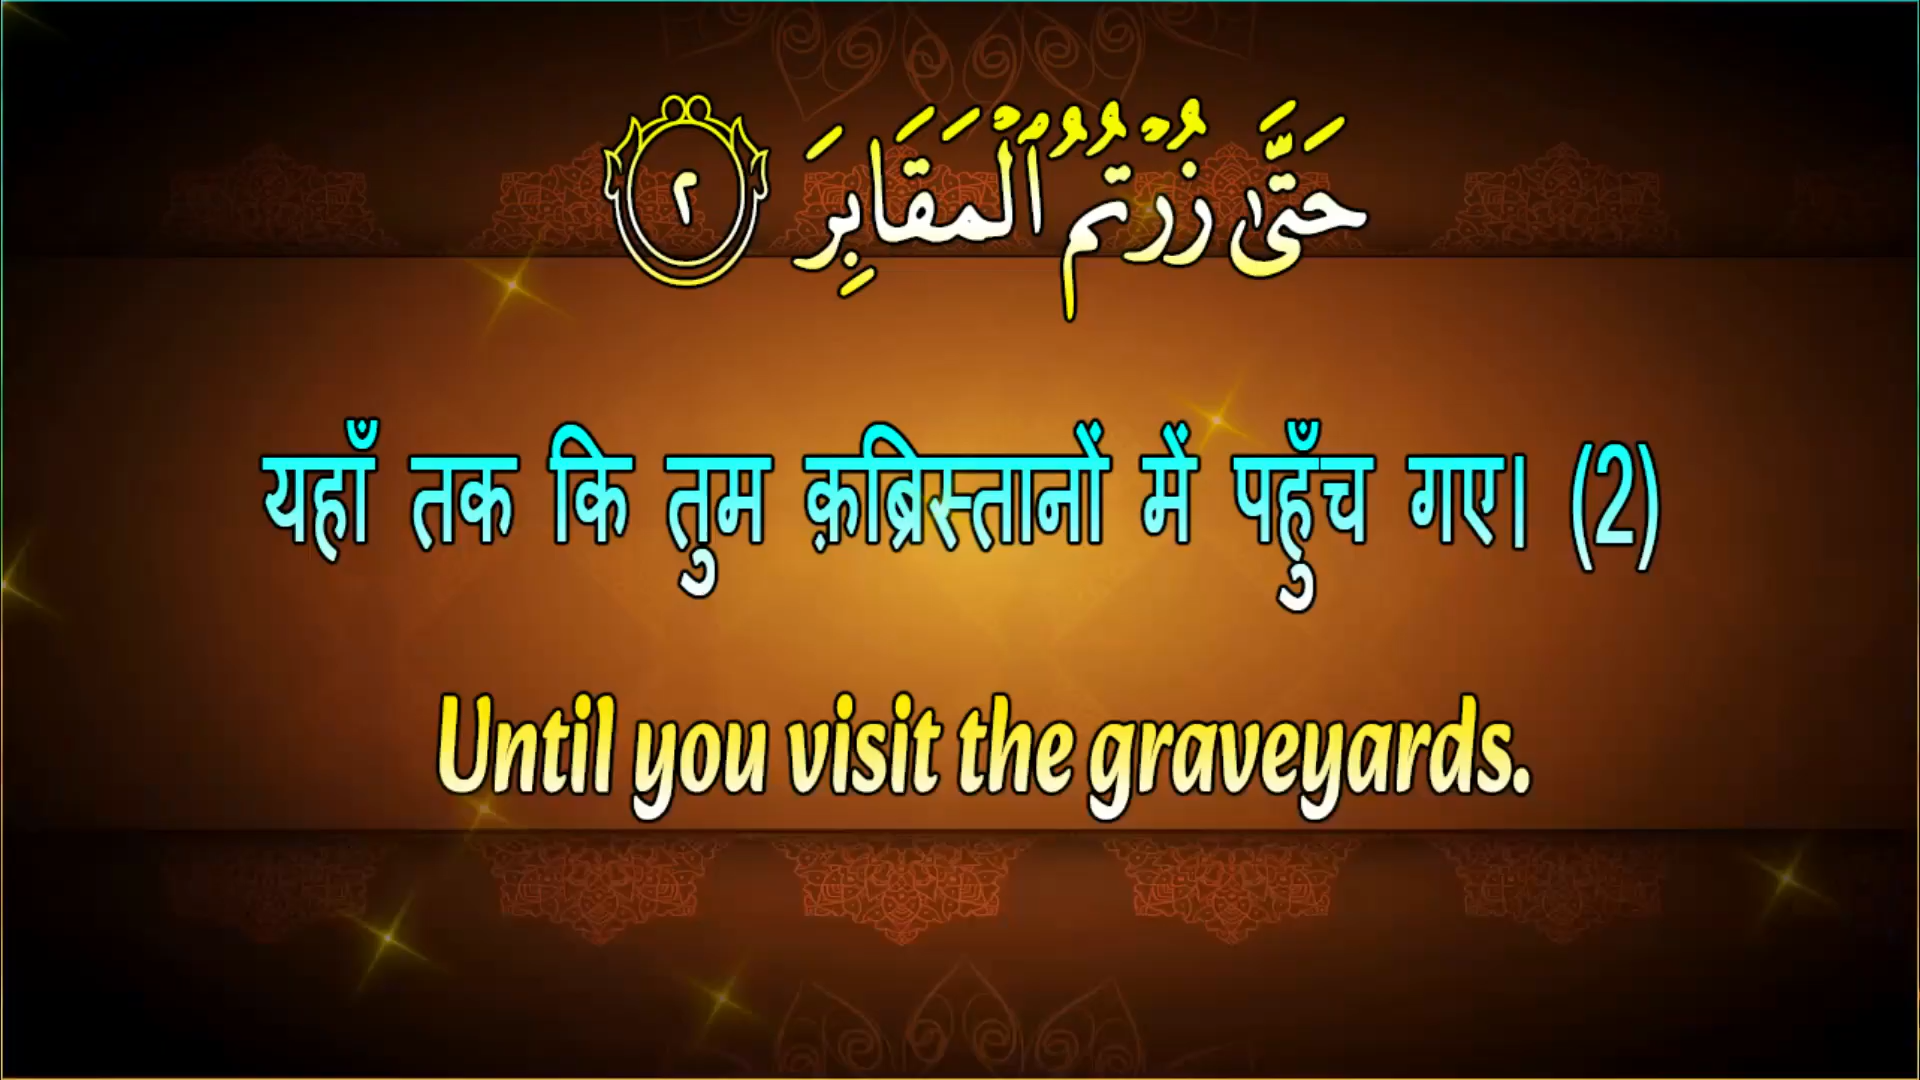 حَتَّىٰ زُرۡتُمُ ٱلۡمَقَابِرَ ٢
यहाँ तक कि तुम क़ब्रिस्तानों में पहुँच गए। (2)
Until you visit the graveyards.